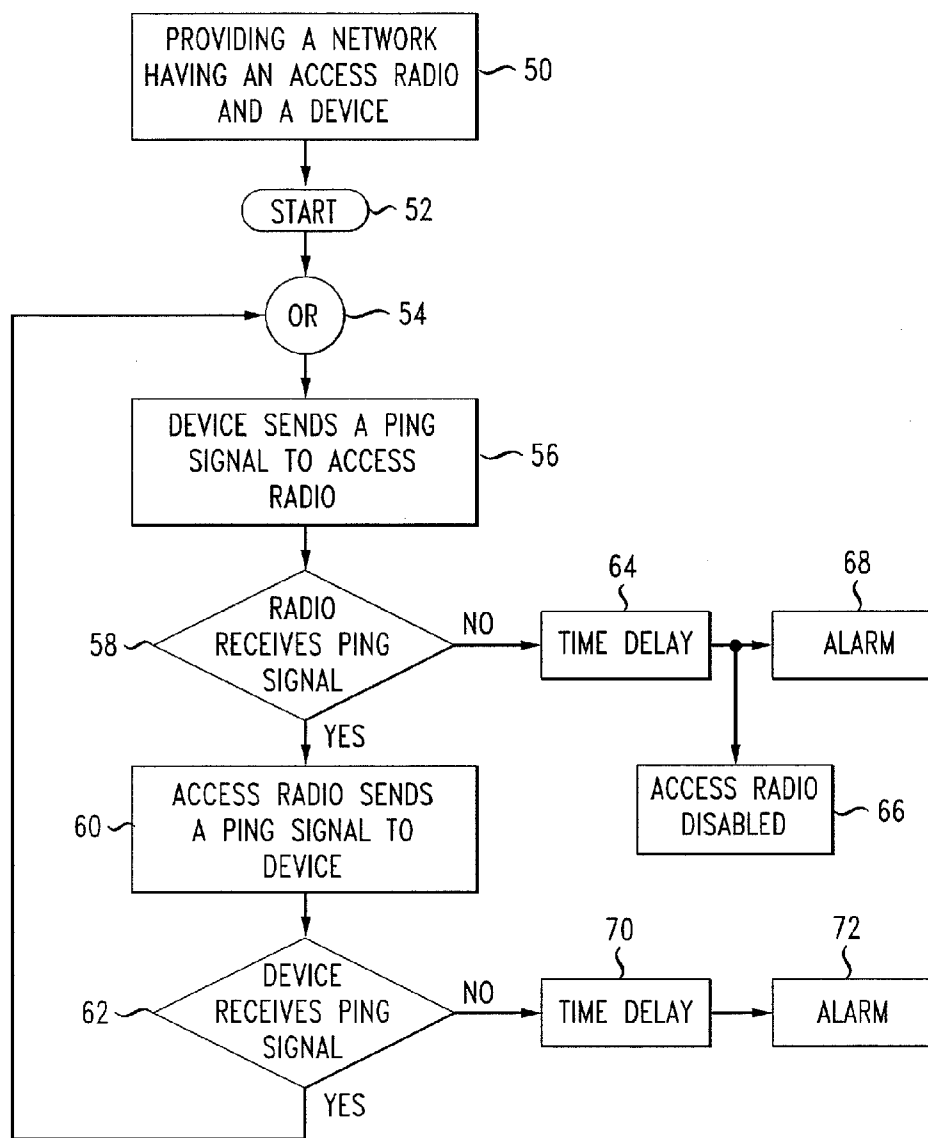 PROVIDING A NETWORK
HAVING AN ACCESS RADIO
AND A DEVICE
50
START
52
OR
54
DEVICE SENDS A PING
SIGNAL TO ACCESS
RADIO
56
58
RADIO
RECEIVES PING
SIGNAL
NO
YES
64
TIME DELAY
68
ALARM
ACCESS RADIO
DISABLED
66
60
ACCESS RADIO SENDS
A PING SIGNAL TO
DEVICE
62
DEVICE
RECEIVES PING
SIGNAL
NO
YES
70
TIME DELAY
72
ALARM